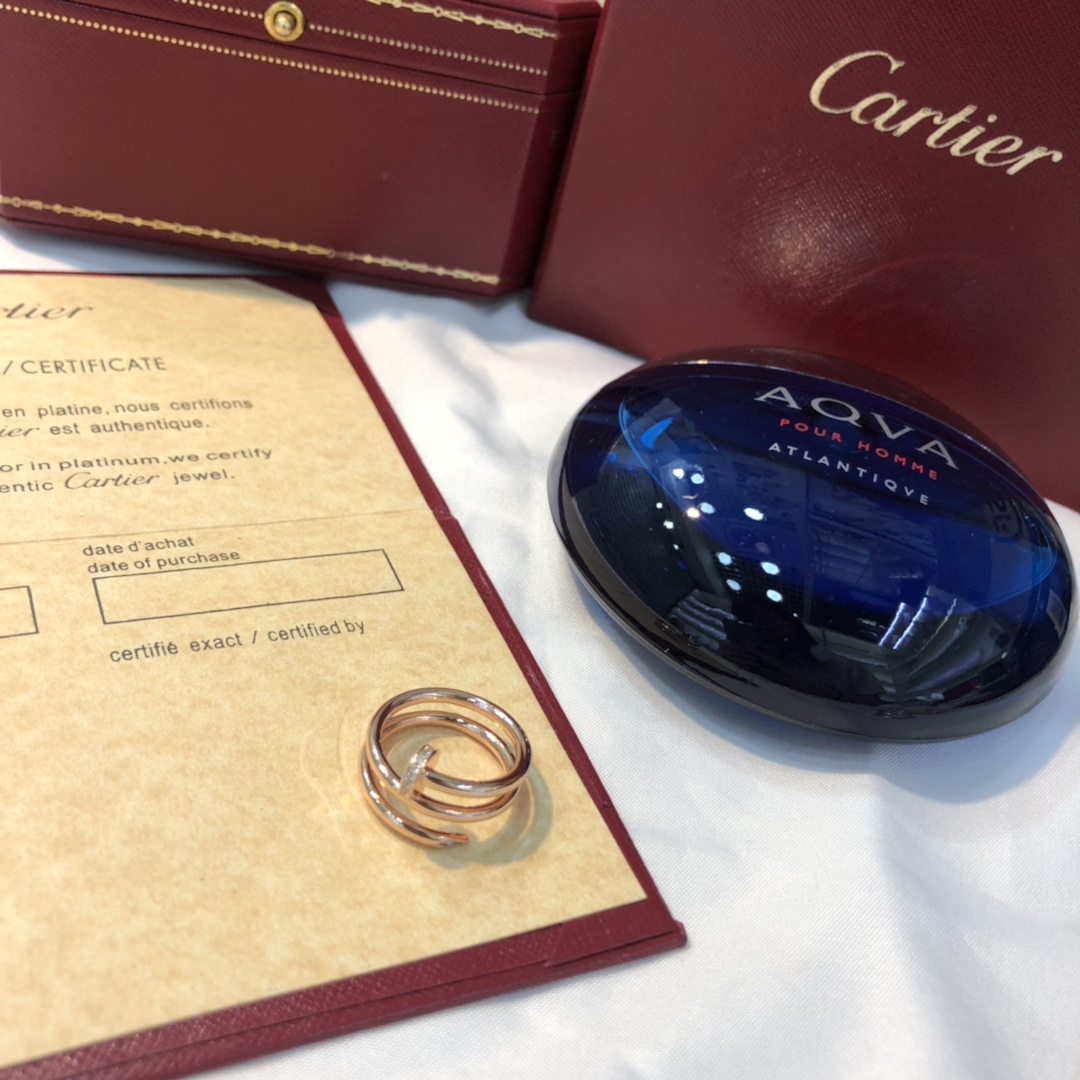 Cartier
rtier
/ CERTIFICATE
en platine, nous certifions
ier est authentique.
or in platinum, we certify
entic Cartier jewel.
date d'achat
date of purchase
certifié exact / certified by
AQVA
POUR HOMME
ATLANTIQVE